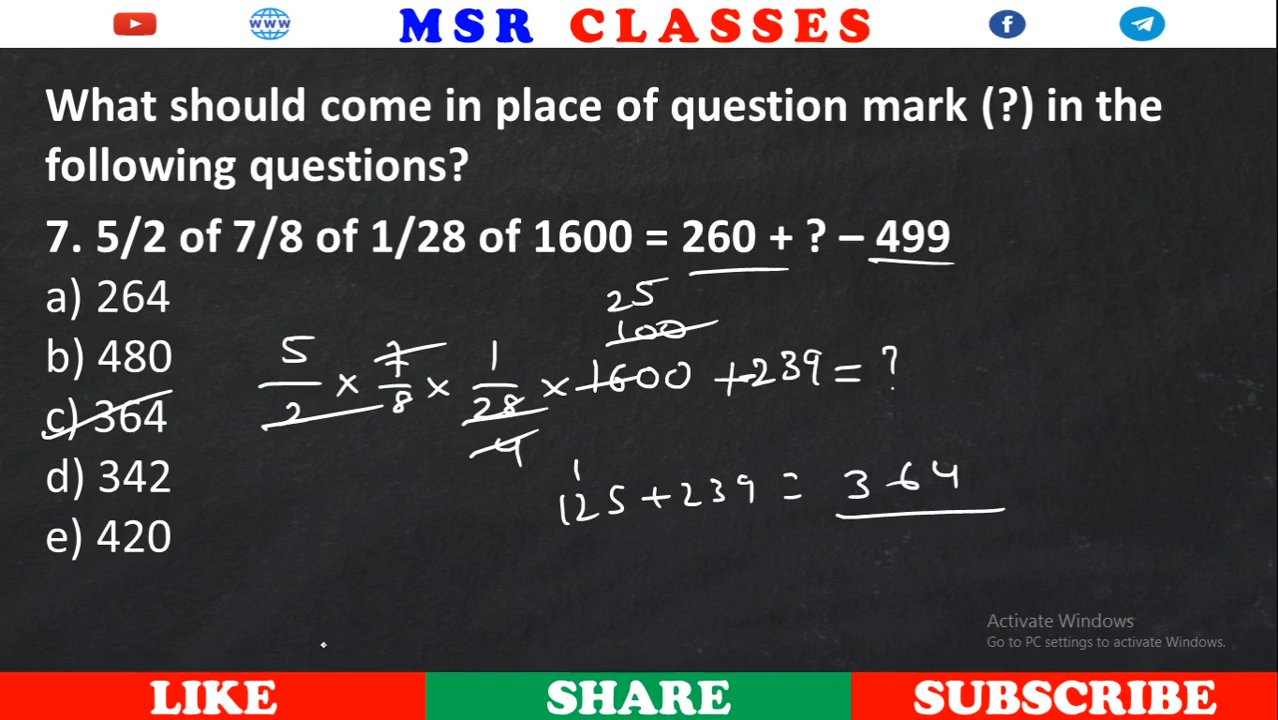 MSR CLASSES
What should come in place of question mark (?) in the
following questions?
7. 5/2 of 7/8 of 1/28 of 1600 = 260 + ? – 499
a) 264
b) 480
c) 364
d) 342
e) 420
25
100
5/2 × 7/8 × 1/28 × 1600 + 239 = ?
4
1
125 + 239 = 364
Activate Windows
Go to PC settings to activate Windows.
LIKE SHARE SUBSCRIBE